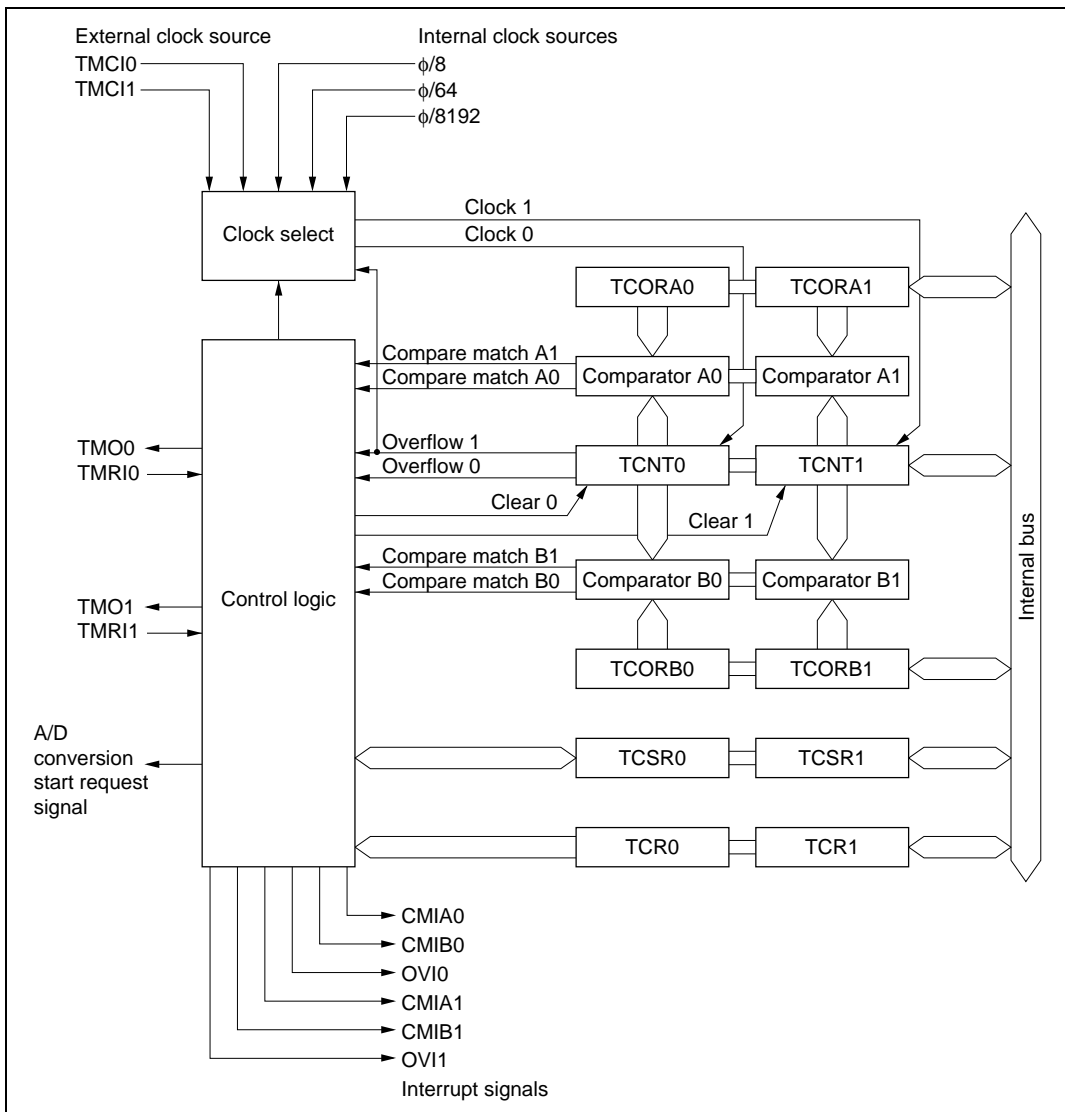 External clock source
Internal clock sources
TMCI0
ϕ/8
TMCI1
ϕ/64
ϕ/8192
Clock 1
Clock select
Clock 0
TCORA0
TCORA1
Compare match A1
Compare match A0
Comparator A0
Comparator A1
TMO0
TMRI0
Overflow 1
Overflow 0
TCNT0
TCNT1
Clear 0
Clear 1
Compare match B1
Compare match B0
Comparator B0
Comparator B1
Control logic
TMO1
TMRI1
Internal bus
TCORB0
TCORB1
A/D
conversion
start request
signal
TCSR0
TCSR1
TCR0
TCR1
CMIA0
CMIB0
OVI0
CMIA1
CMIB1
OVI1
Interrupt signals